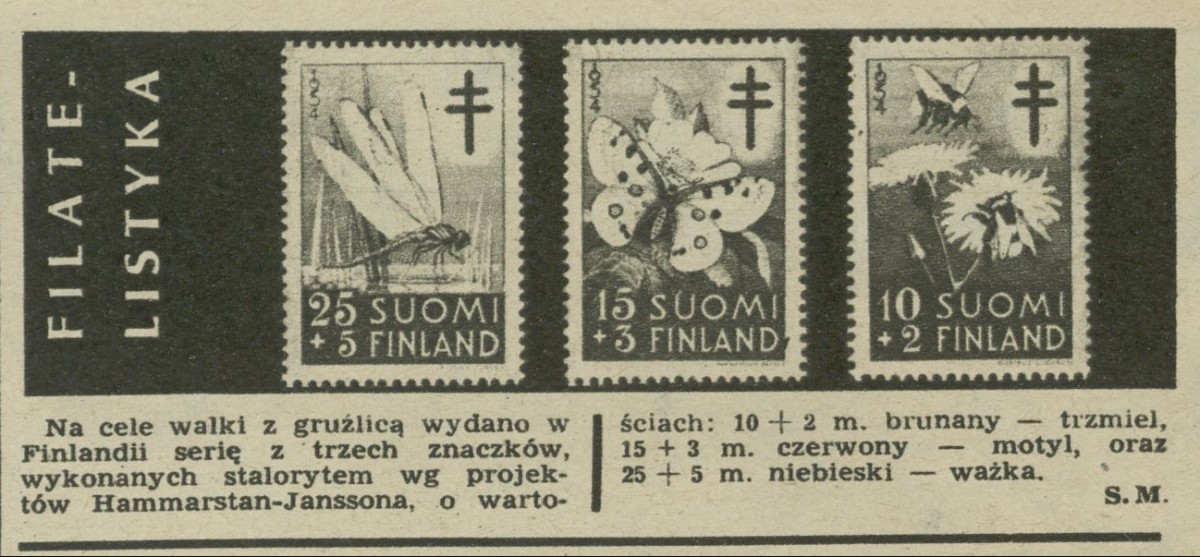 FILATE-
LISTYKA
1954
25 SUOMI
+ 5 FINLAND
1954
15 SUOMI
+ 3 FINLAND
1954
10 SUOMI
+ 2 FINLAND
Na cele walki z gruźlicą wydano w
Finlandii serię z trzech znaczków,
wykonanych stalorytem wg projek-
tów Hammarstan-Janssona, o warto-
ściach: 10 + 2 m. brunany — trzmiel,
15 + 3 m. czerwony — motyl, oraz
25 + 5 m. niebieski — ważka.
S. M.